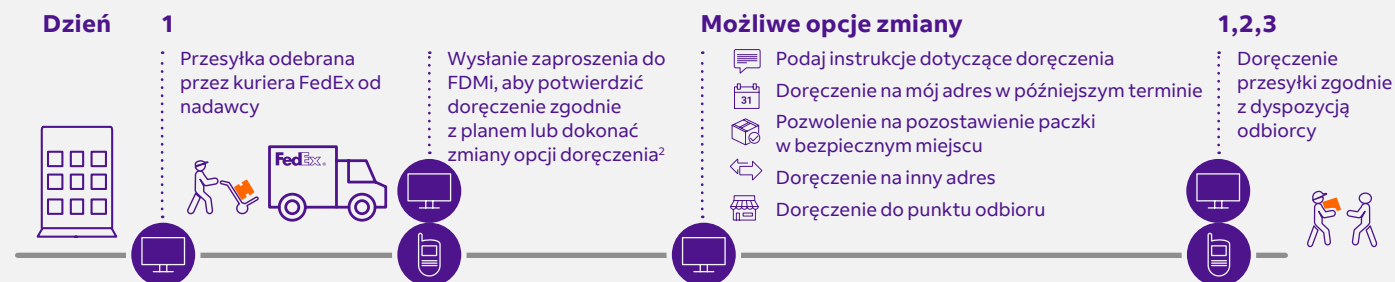 Dzień 1
Przesyłka odebrana
przez kuriera FedEx od
nadawcy
FedEx.
Wysłanie zaproszenia do
FDMi, aby potwierdzić
doręczenie zgodnie
z planem lub dokonać
zmiany opcji doręczenia²
Możliwe opcje zmiany
Podaj instrukcje dotyczące doręczenia
31
Doręczenie na mój adres w późniejszym terminie
Pozwolenie na pozostawienie paczki
w bezpiecznym miejscu
Doręczenie na inny adres
Doręczenie do punktu odbioru
1,2,3
Doręczenie
przesyłki zgodnie
z dyspozycją
odbiorcy